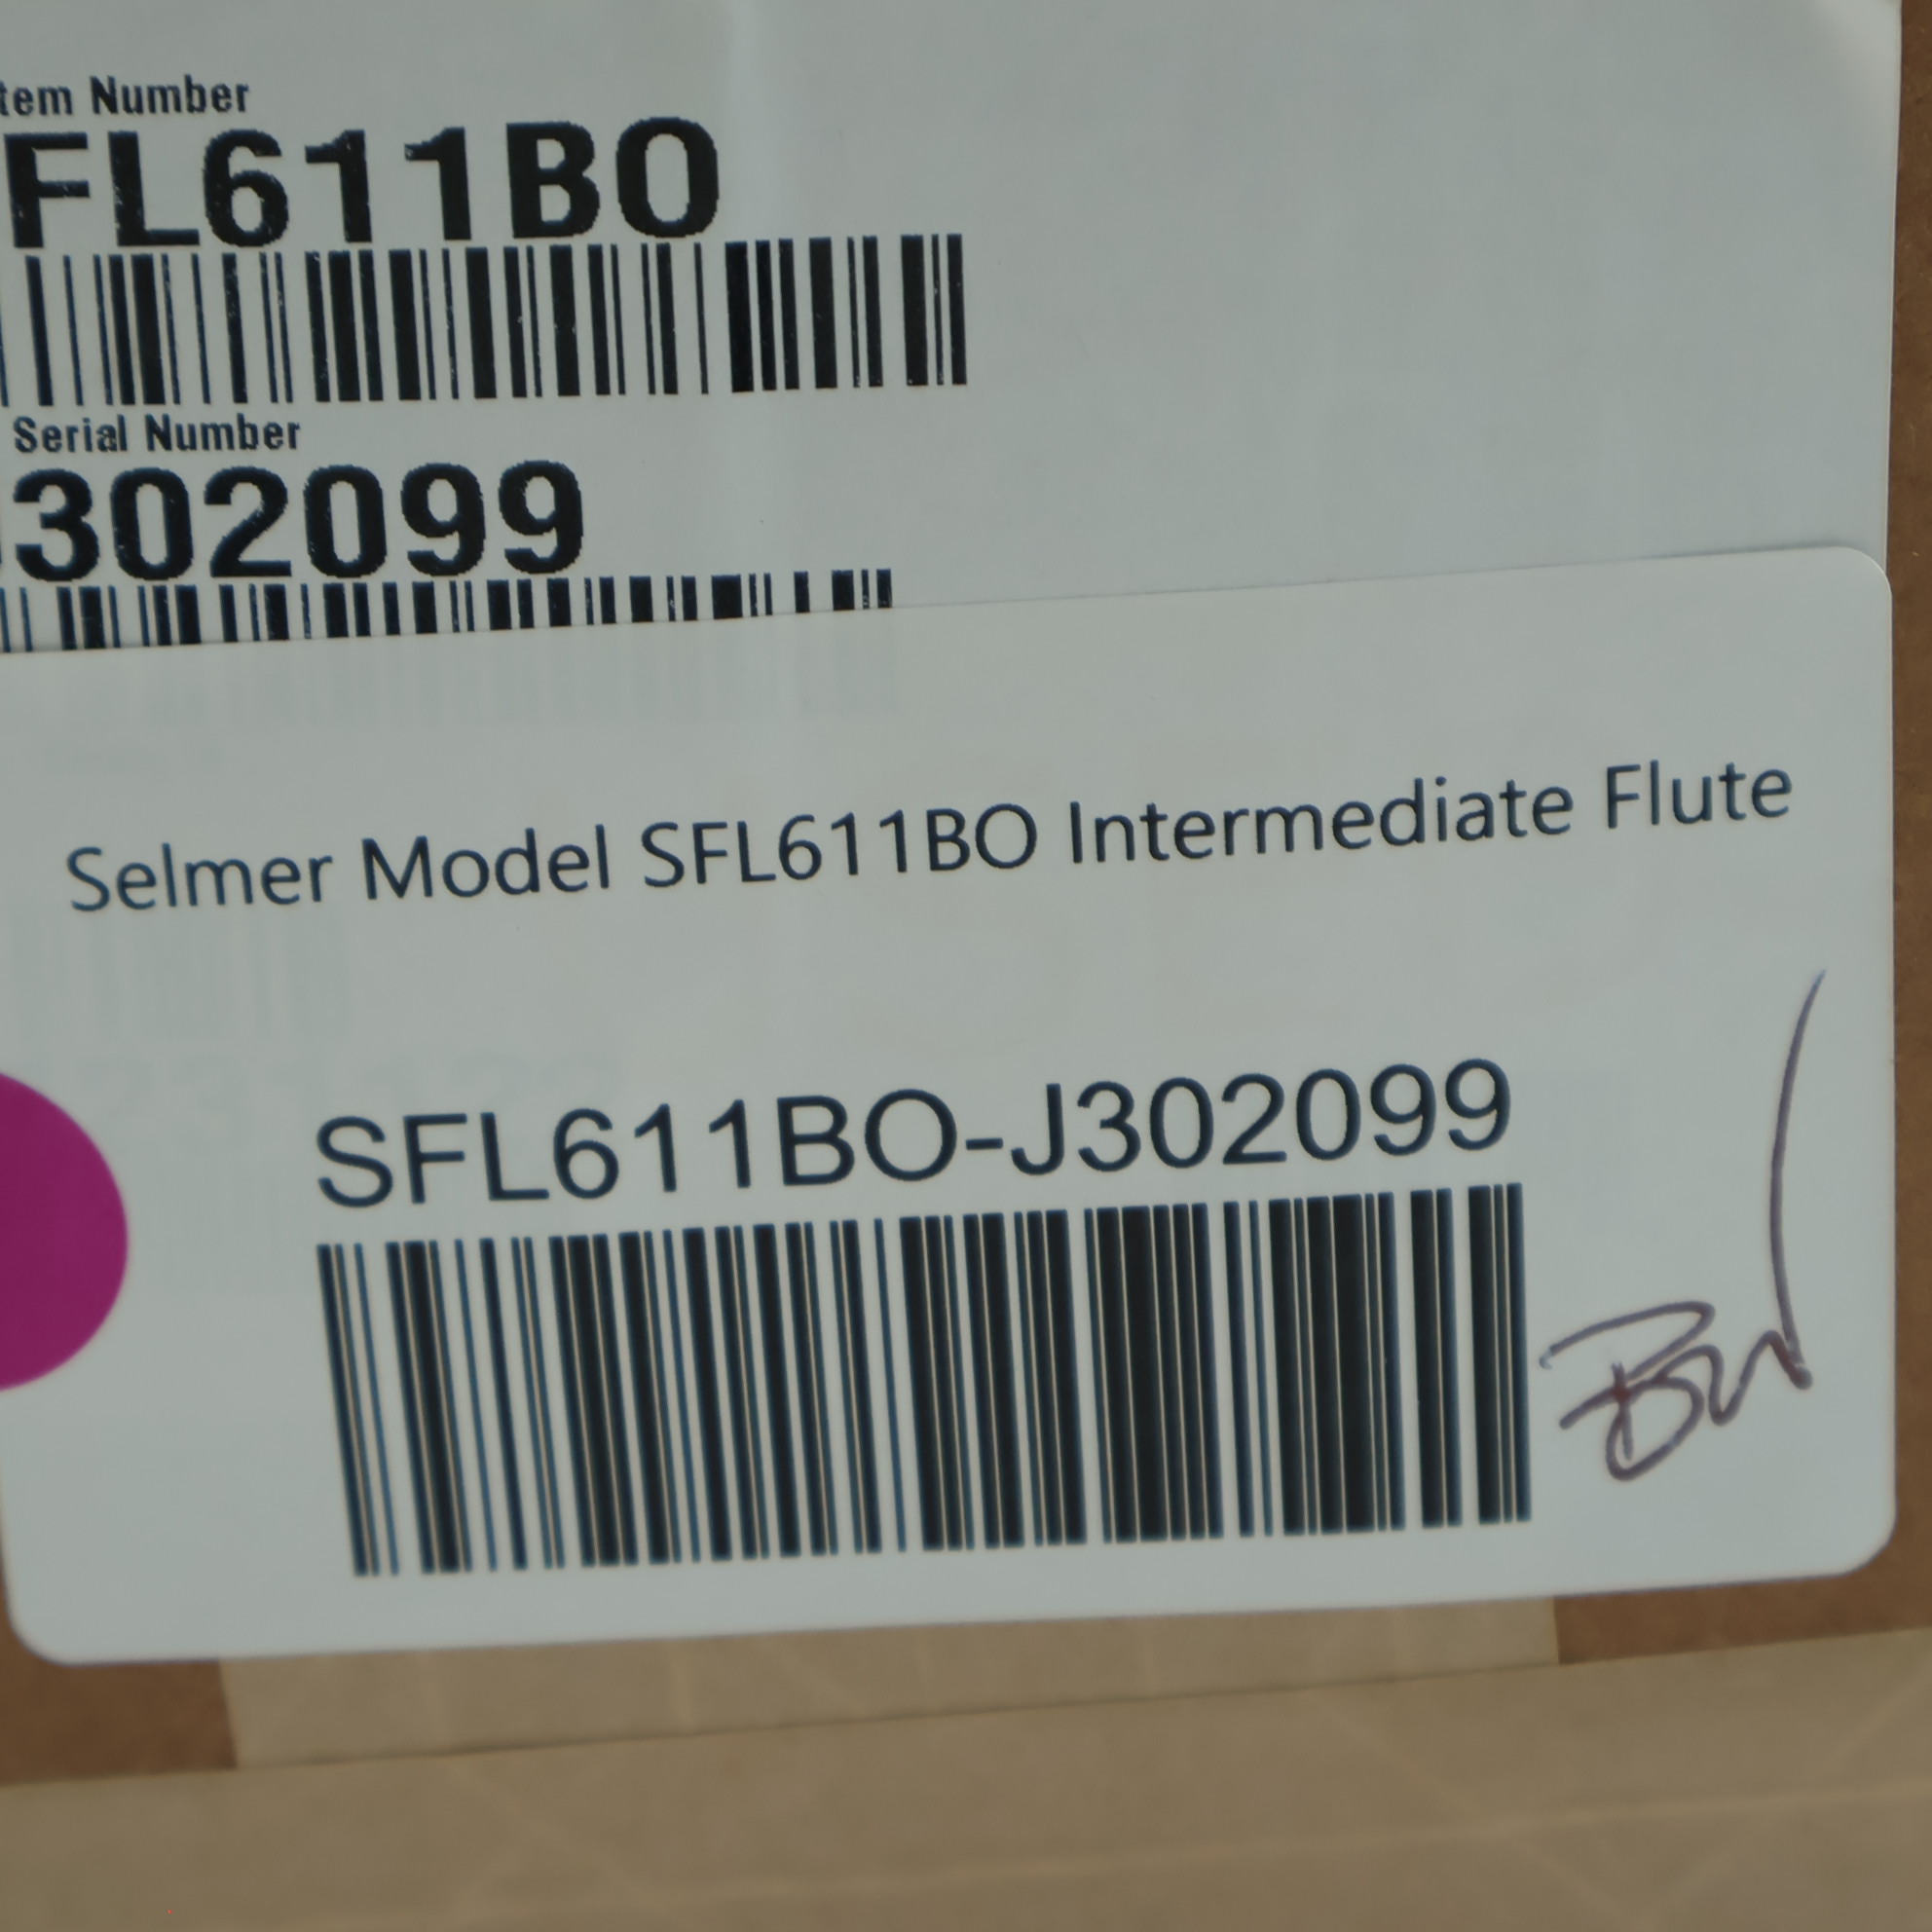 tem Number
FL611BO
Serial Number
302099
Selmer Model SFL611BO Intermediate Flute
SFL611BO-J302099